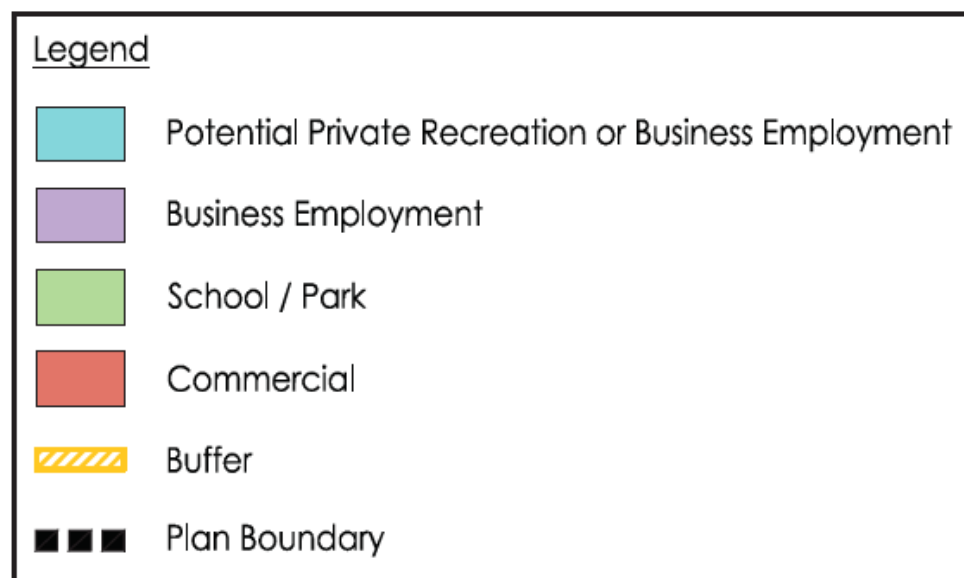 Legend
Potential Private Recreation or Business Employment
Business Employment
School / Park
Commercial
Buffer
Plan Boundary